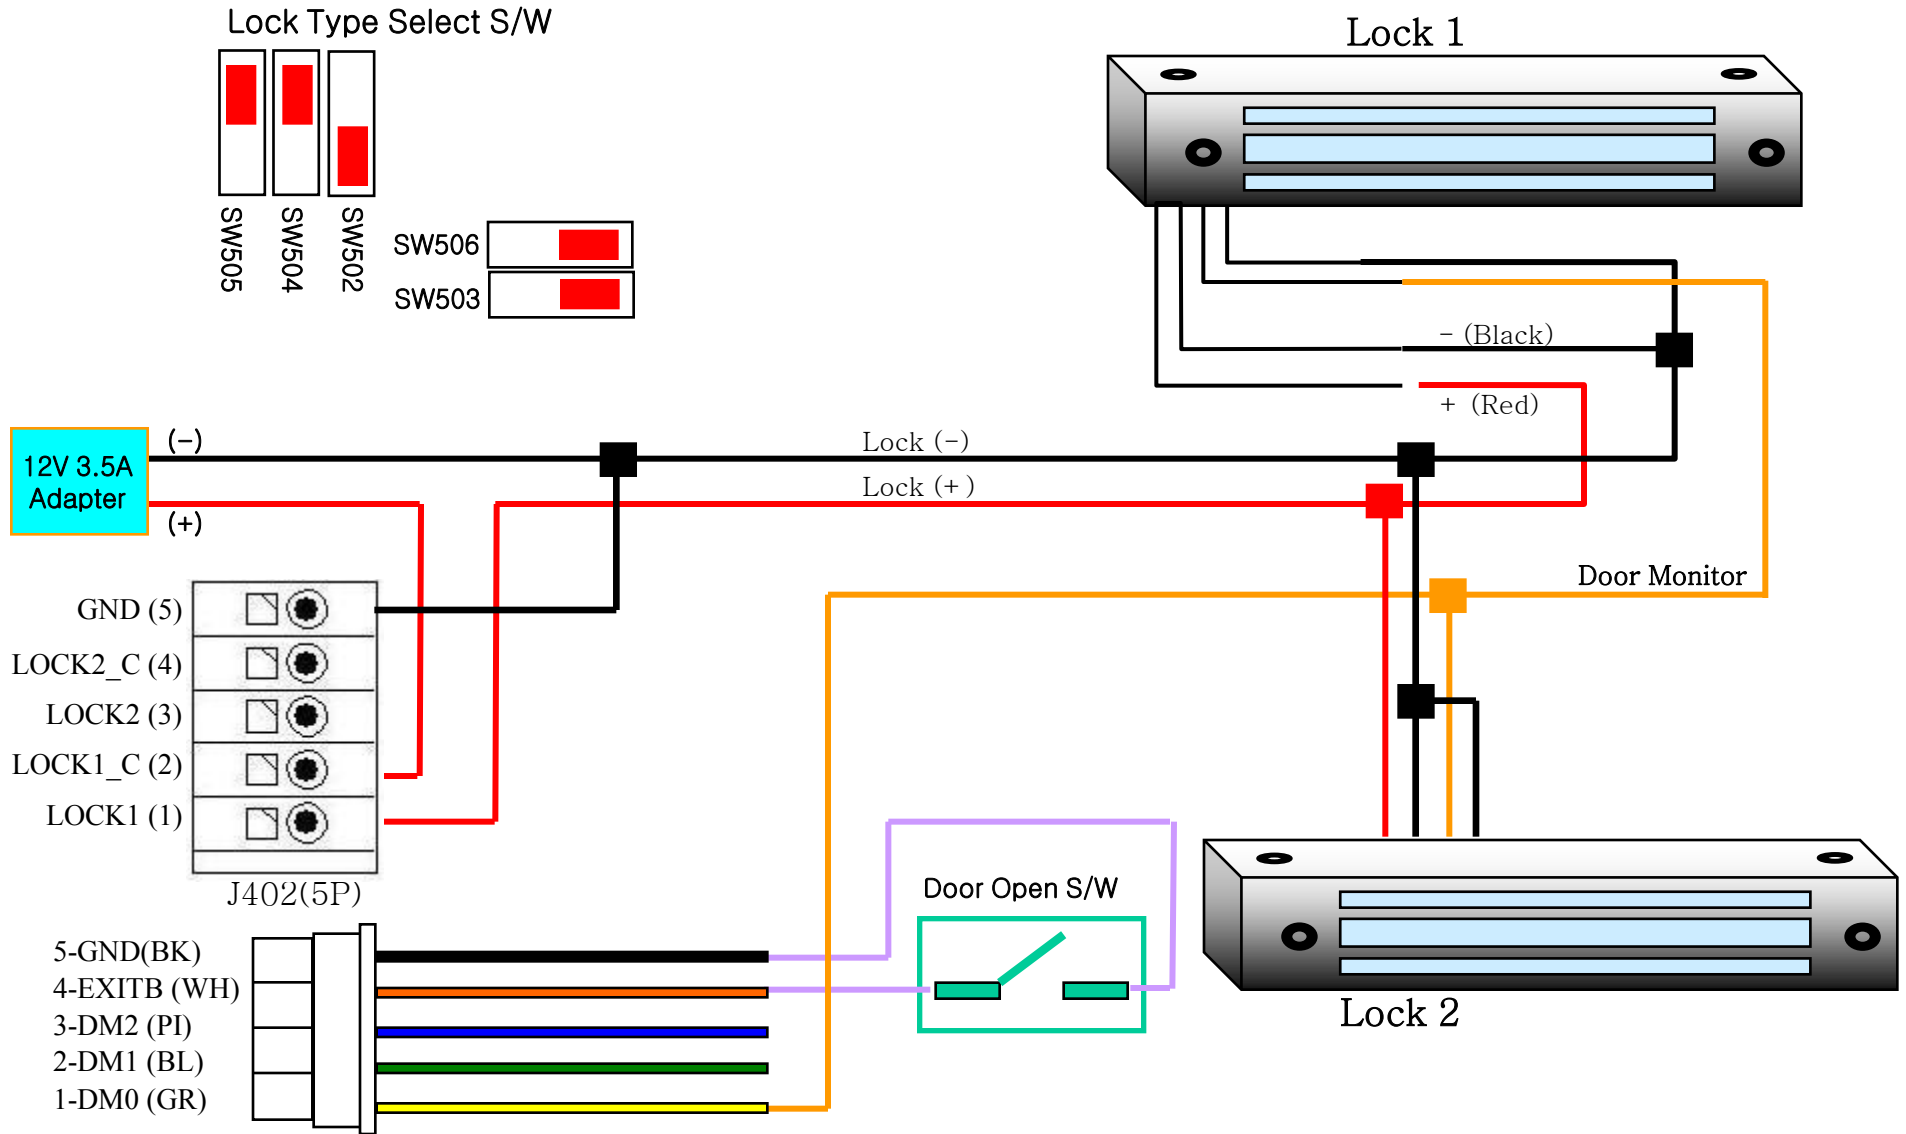 Lock Type Select S/W
SW505
SW504
SW502
SW506
SW503
Lock 1
- (Black)
+ (Red)
12V 3.5A
Adapter
(-)
(+)
Lock (-)
Lock (+)
Door Monitor
GND (5)
LOCK2_C (4)
LOCK2 (3)
LOCK1_C (2)
LOCK1 (1)
J402(5P)
Door Open S/W
5-GND(BK)
4-EXITB (WH)
3-DM2 (PI)
2-DM1 (BL)
1-DM0 (GR)
Lock 2